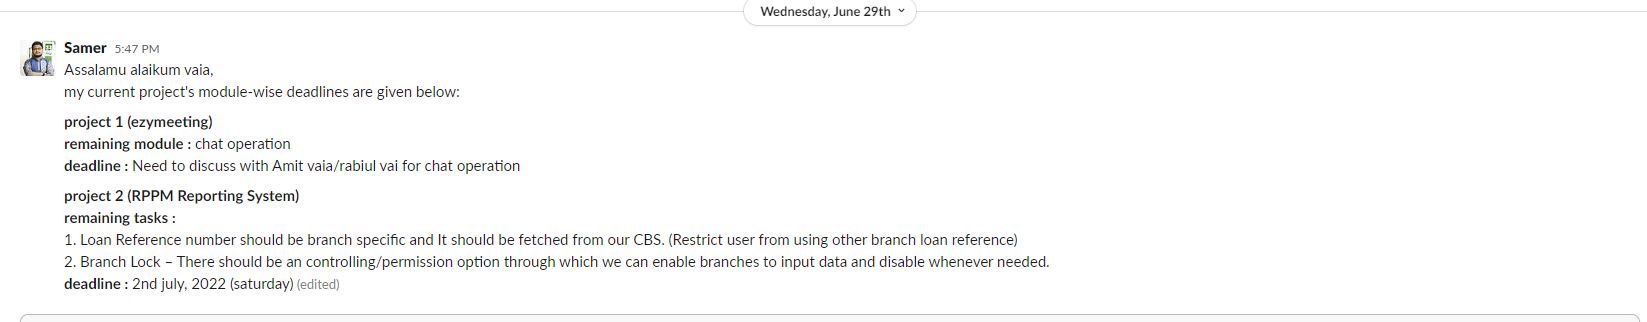 Wednesday, June 29th
Samer 5:47 PM
Assalamu alaikum vaia,
my current project's module-wise deadlines are given below:
project 1 (ezymeeting)
remaining module : chat operation
deadline : Need to discuss with Amit vaia/rabiul vai for chat operation
project 2 (RPPM Reporting System)
remaining tasks :
1. Loan Reference number should be branch specific and It should be fetched from our CBS. (Restrict user from using other branch loan reference)
2. Branch Lock – There should be an controlling/permission option through which we can enable branches to input data and disable whenever needed.
deadline : 2nd july, 2022 (saturday) (edited)